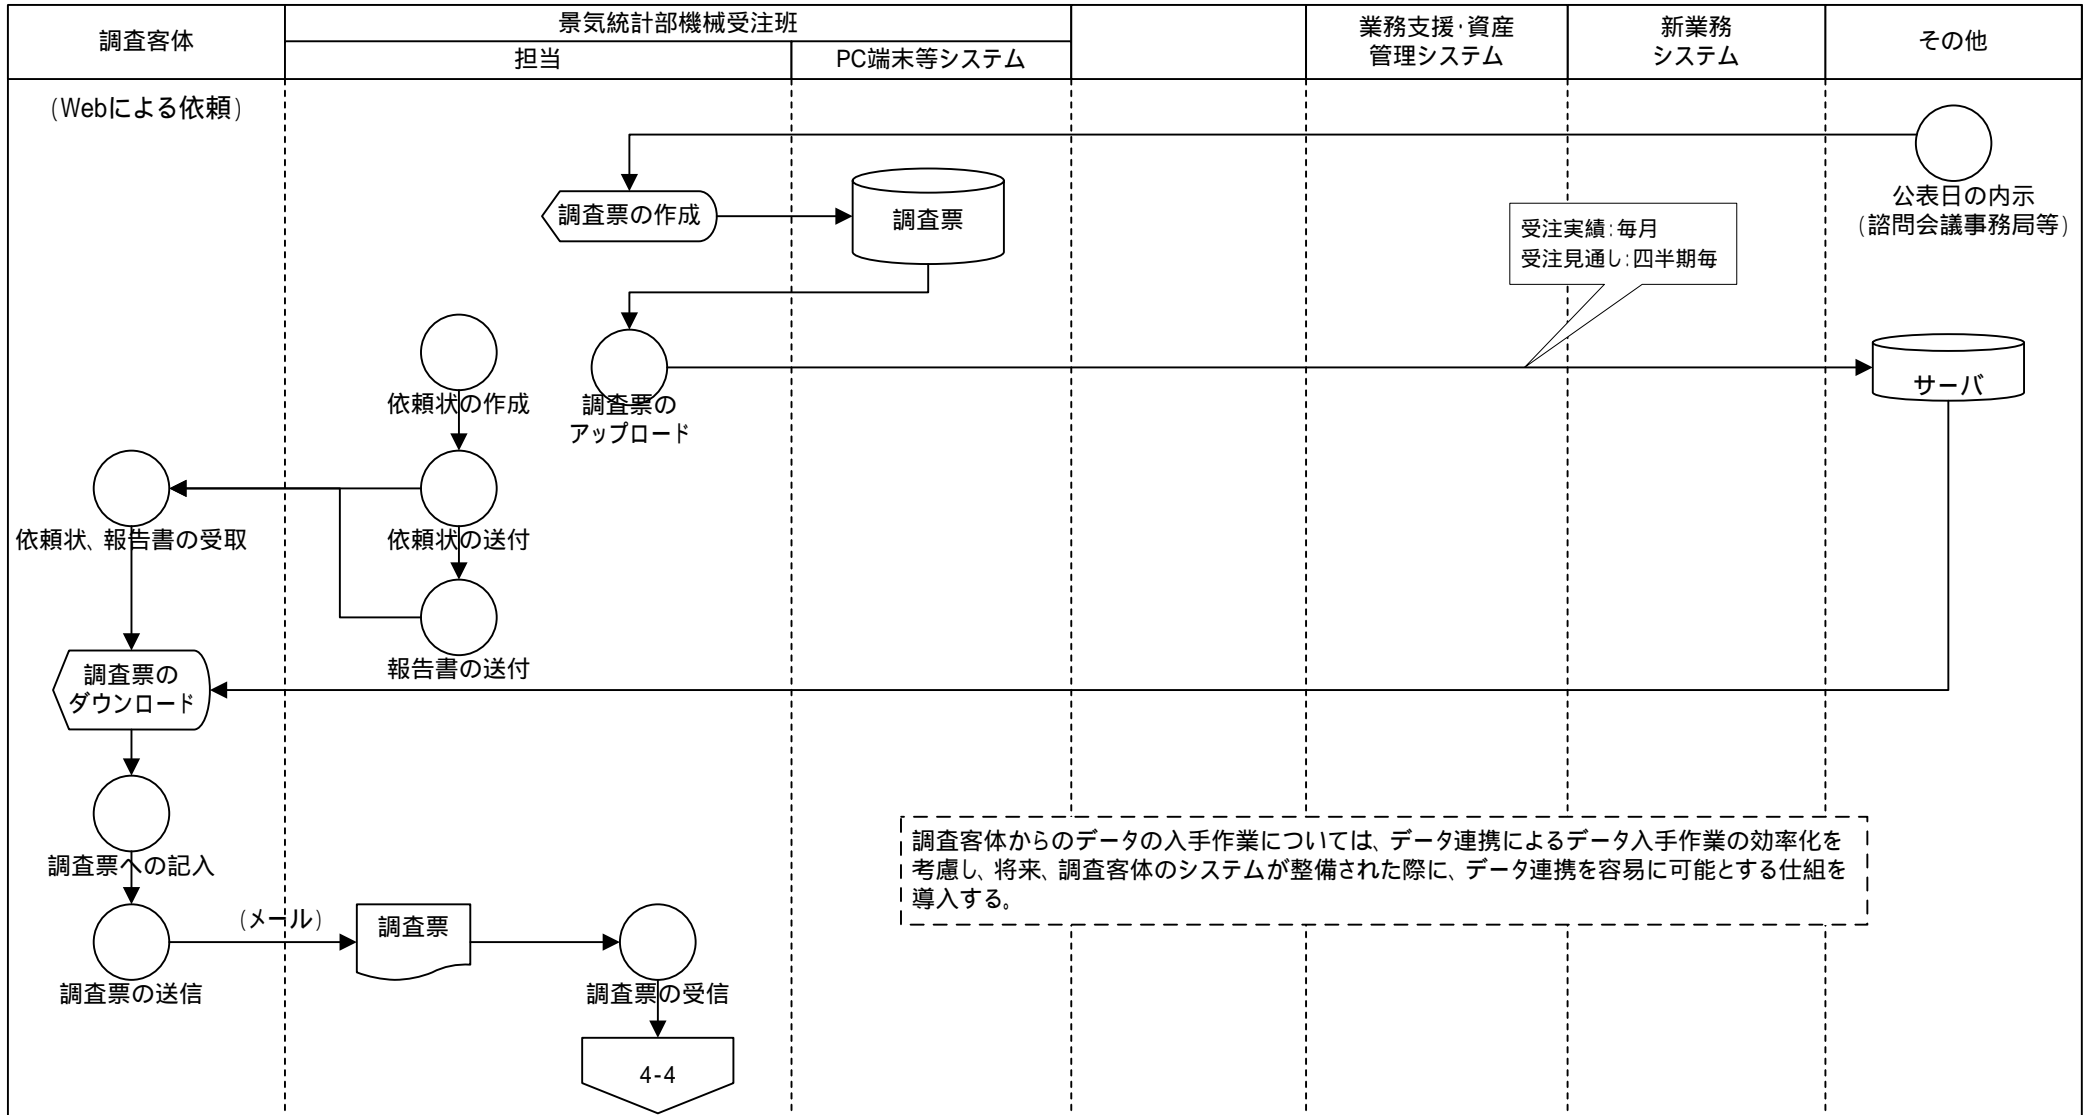 調査客体
景気統計部機械受注班
担当
PC端末等システム
業務支援・資産
管理システム
新業務
システム
その他
(Webによる依頼)
調査票の作成
調査票
公表日の内示
(諮問会議事務局等)
受注実績:毎月
受注見通し:四半期毎
依頼状の作成
調査票の
アップロード
サーバ
依頼状、報告書の受取
依頼状の送付
報告書の送付
調査票の
ダウンロード
調査票への記入
調査客体からのデータの入手作業については、データ連携によるデータ入手作業の効率化を
考慮し、将来、調査客体のシステムが整備された際に、データ連携を容易に可能とする仕組を
導入する。
(メール)
調査票
調査票の送信
調査票の受信
4-4